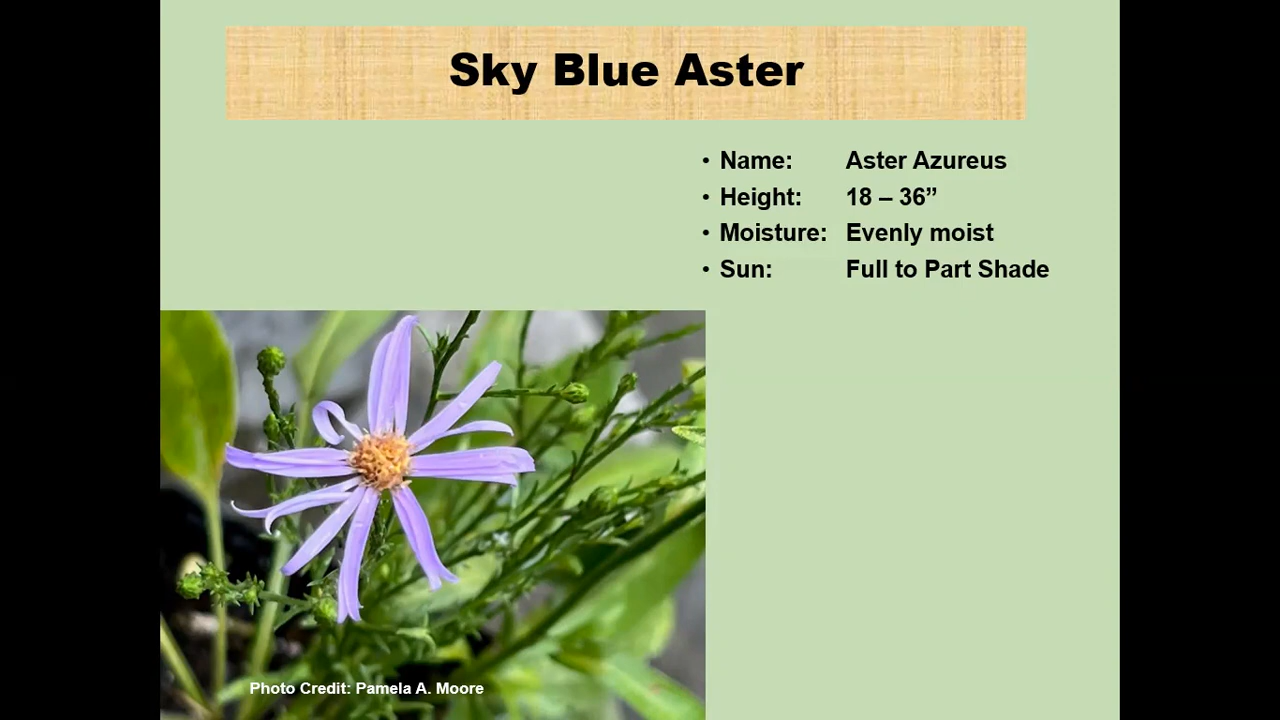 Sky Blue Aster
• Name: Aster Azureus
• Height: 18 – 36”
• Moisture: Evenly moist
• Sun: Full to Part Shade
Photo Credit: Pamela A. Moore